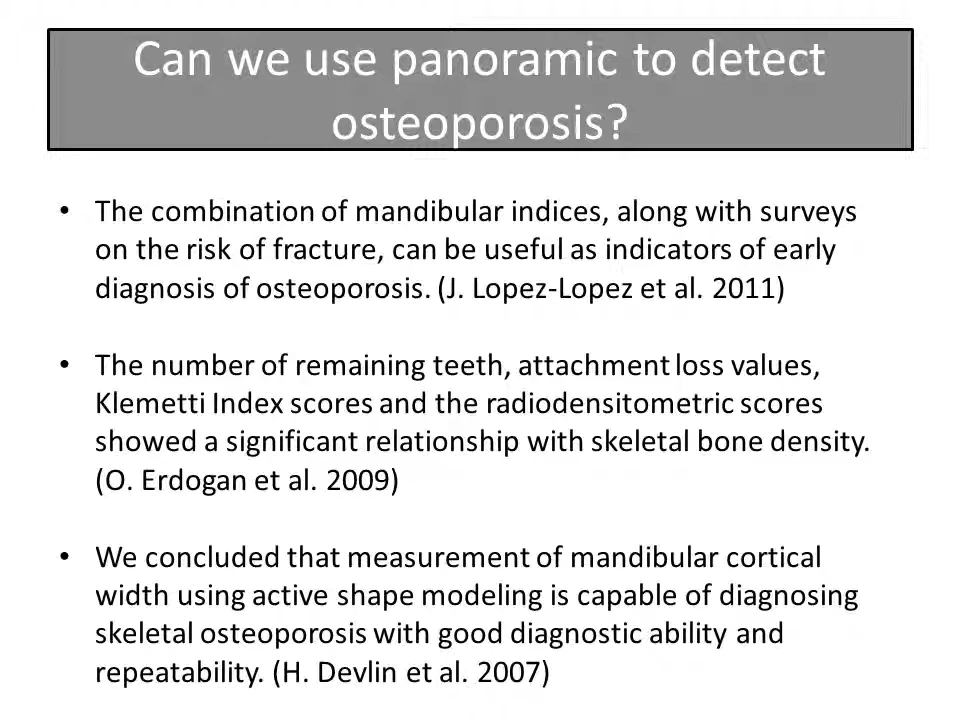 Can we use panoramic to detect
osteoporosis?
• The combination of mandibular indices, along with surveys
on the risk of fracture, can be useful as indicators of early
diagnosis of osteoporosis. (J. Lopez-Lopez et al. 2011)
• The number of remaining teeth, attachment loss values,
Klemetti Index scores and the radiodensitometric scores
showed a significant relationship with skeletal bone density.
(O. Erdogan et al. 2009)
• We concluded that measurement of mandibular cortical
width using active shape modeling is capable of diagnosing
skeletal osteoporosis with good diagnostic ability and
repeatability. (H. Devlin et al. 2007)